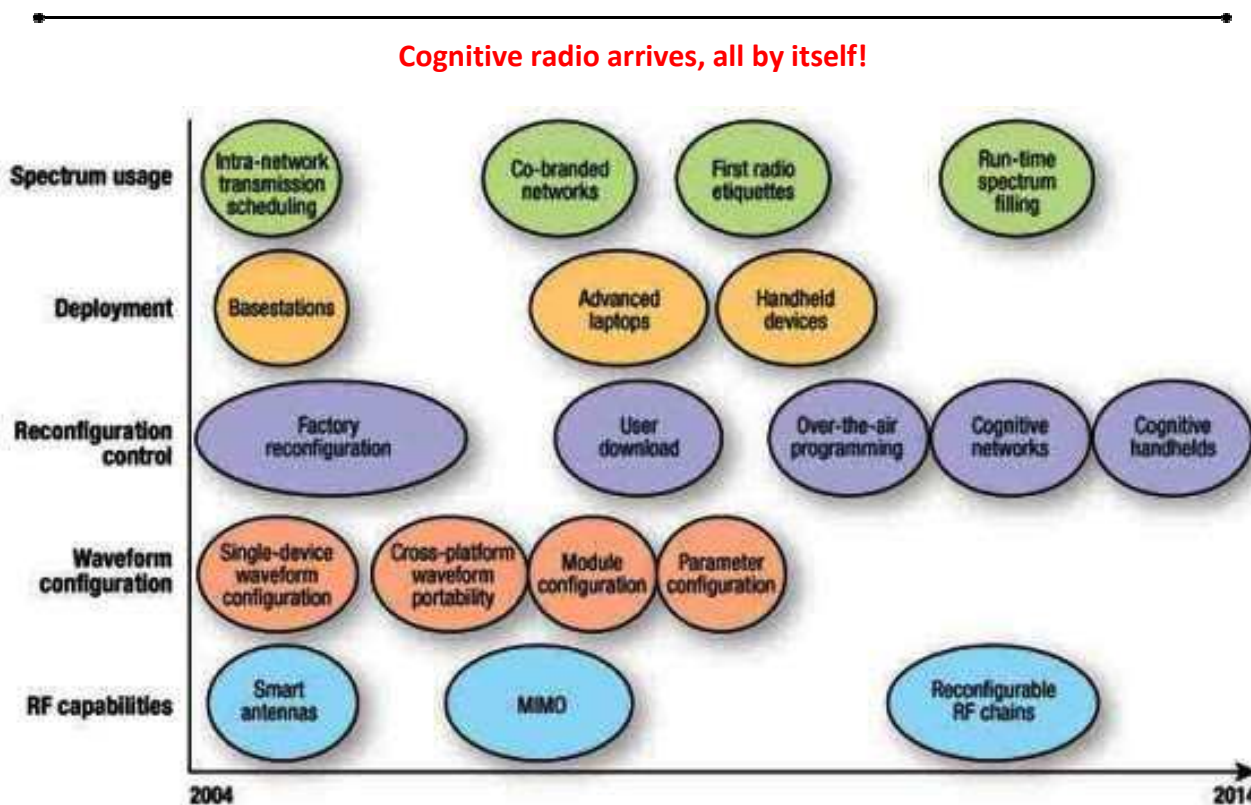 Cognitive radio arrives, all by itself!
Spectrum usage
Intra-network
transmission
scheduling
Co-branded
networks
First radio
etiquettes
Run-time
spectrum
filling
Deployment
Basestations
Advanced
laptops
Handheld
devices
Reconfiguration
control
Factory
reconfiguration
User
download
Over-the-air
programming
Cognitive
networks
Cognitive
handhelds
Waveform
configuration
Single-device
waveform
configuration
Cross-platform
waveform
portability
Module
configuration
Parameter
configuration
RF capabilities
Smart
antennas
MIMO
Reconfigurable
RF chains
2004
2014